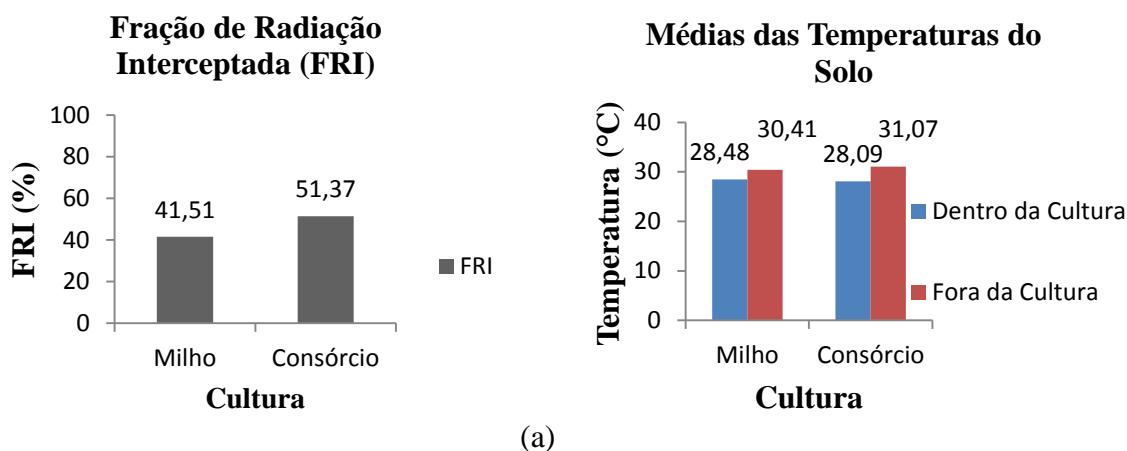 Fração de Radiação
Interceptada (FRI)
FRI (%)
100
80
60
40
20
0
41,51
51,37
Milho
Consórcio
Cultura
FRI
Médias das Temperaturas do
Solo
Temperatura (°C)
40
30
20
10
0
28,48
30,41
28,09
31,07
Milho
Consórcio
Cultura
Dentro da Cultura
Fora da Cultura
(a)